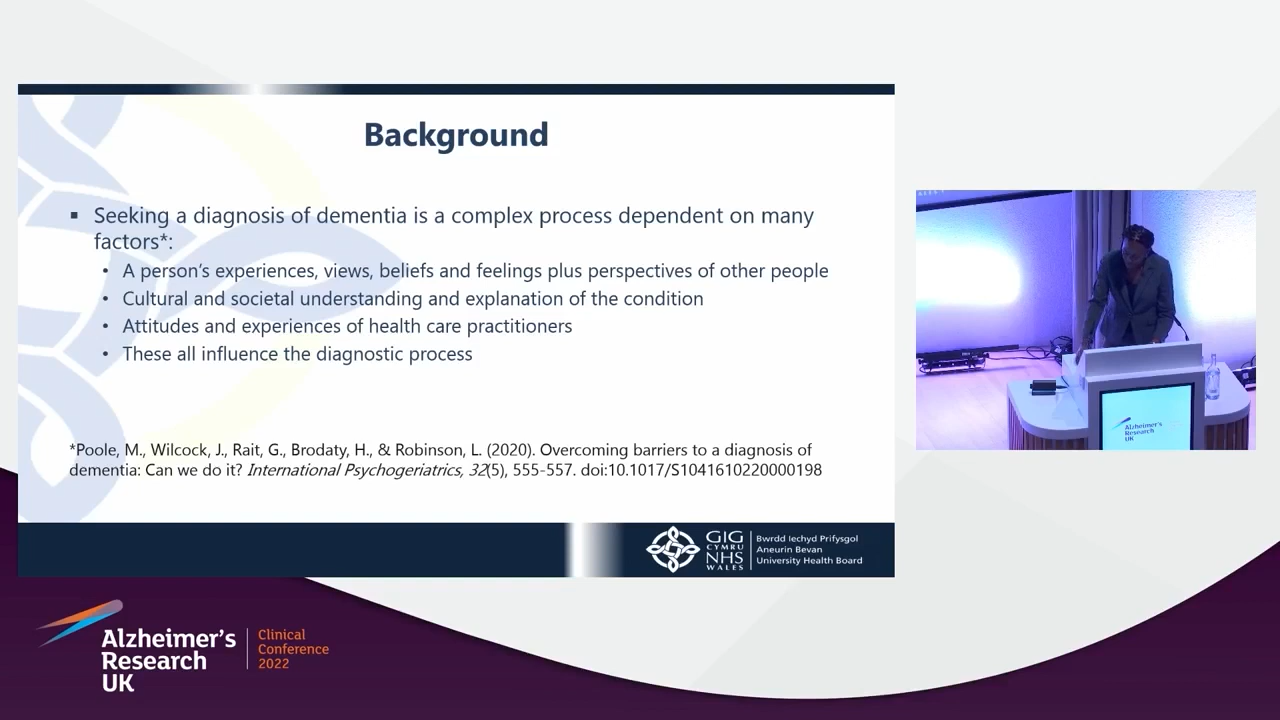 Background
▪ Seeking a diagnosis of dementia is a complex process dependent on many
factors*:
• A person's experiences, views, beliefs and feelings plus perspectives of other people
• Cultural and societal understanding and explanation of the condition
• Attitudes and experiences of health care practitioners
• These all influence the diagnostic process
*Poole, M., Wilcock, J., Rait, G., Brodaty, H., & Robinson, L. (2020). Overcoming barriers to a diagnosis of
dementia: Can we do it? International Psychogeriatrics, 32(5), 555-557. doi:10.1017/S1041610220000198
GIG
CYMRU
NHS
WALES
Bwrdd Iechyd Prifysgol
Aneurin Bevan
University Health Board
Alzheimer's
Research
UK
Alzheimer's
Research
UK
Clinical
Conference
2022